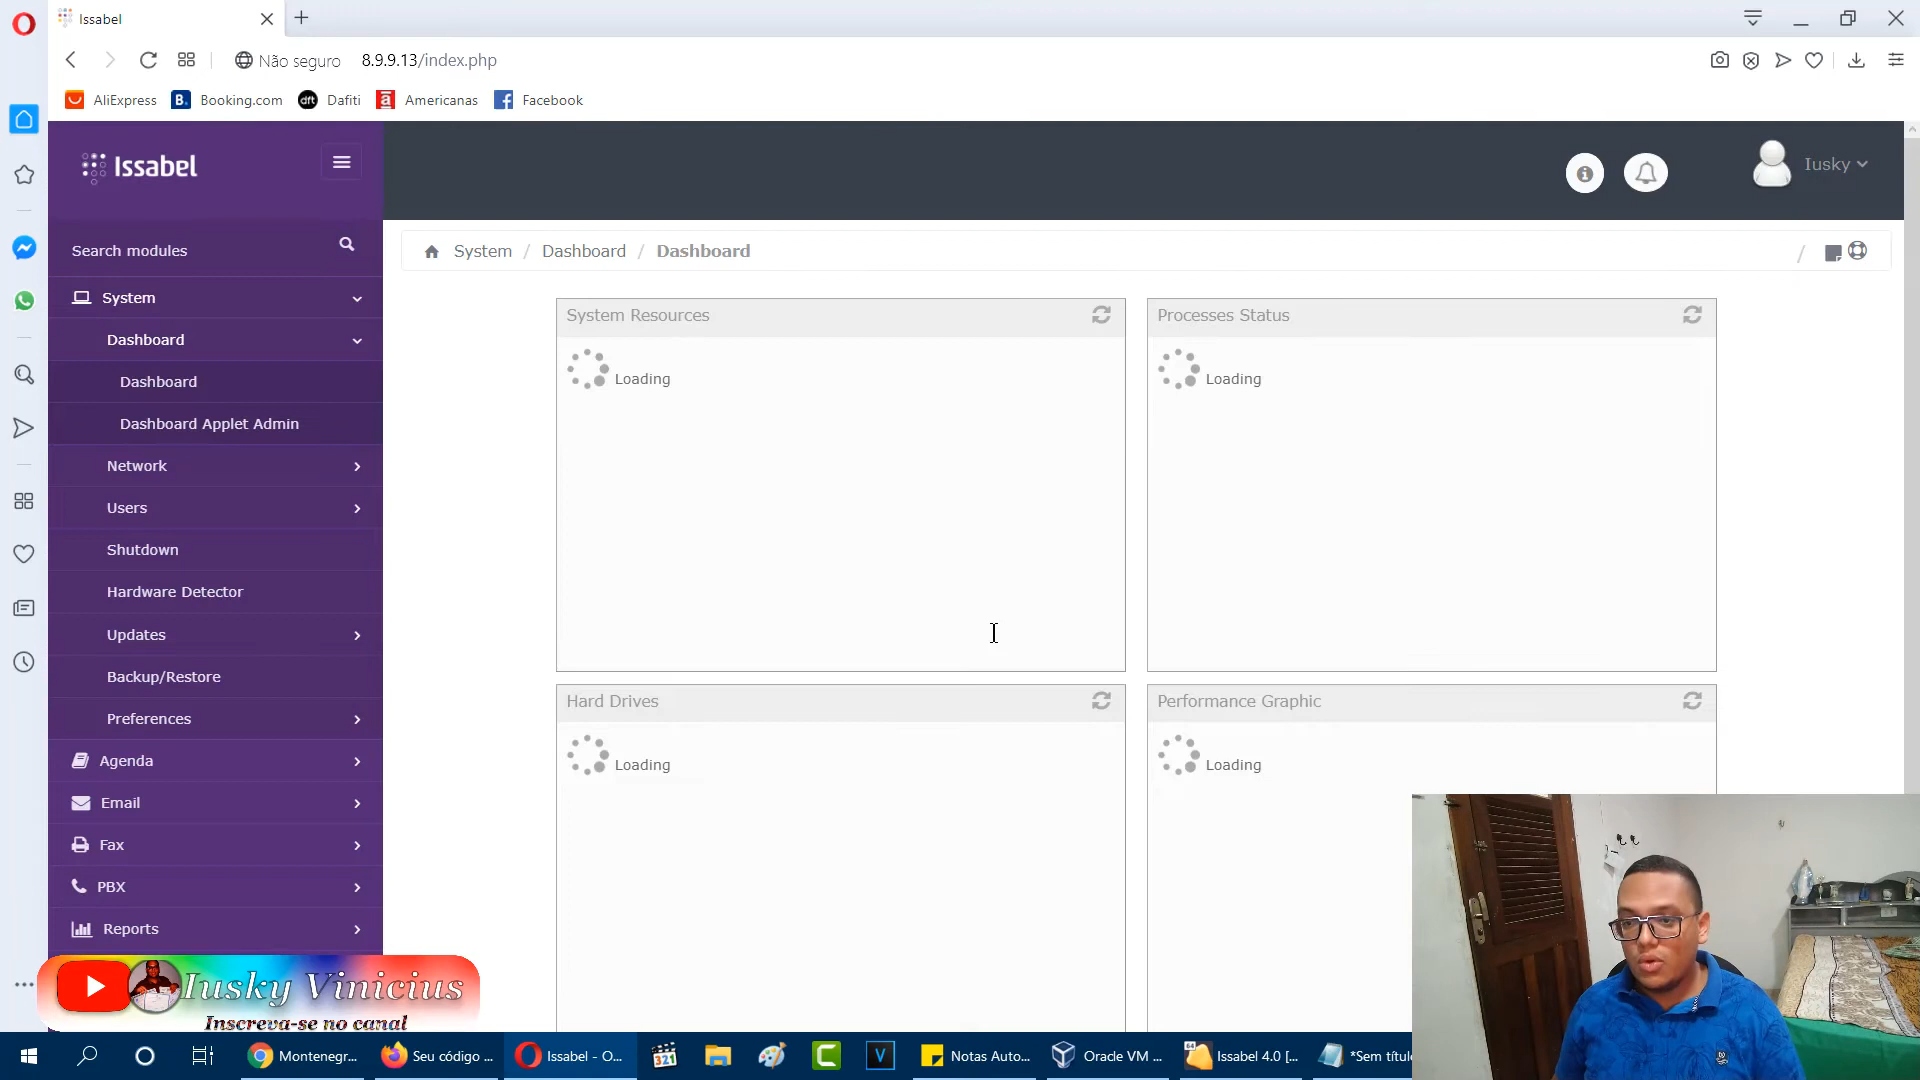 Issabel
Não seguro
8.9.9.13/index.php
AliExpress
B.
Booking.com
dft
Dafiti
a
Americanas
Facebook
Issabel
Iusky
Search modules
System / Dashboard / Dashboard
System
Dashboard
Dashboard
Dashboard Applet Admin
Network
Users
Shutdown
Hardware Detector
Updates
Backup/Restore
Preferences
Agenda
Email
Fax
PBX
Reports
System Resources
Loading
Processes Status
Loading
Hard Drives
Loading
Performance Graphic
Loading
Iusky Vinicius
Inscreva-se no canal
Montenegr...
Seu código ...
Issabel - O...
321
C
V
Notas Auto...
Oracle VM ...
64
Issabel 4.0 [...
*Sem títul